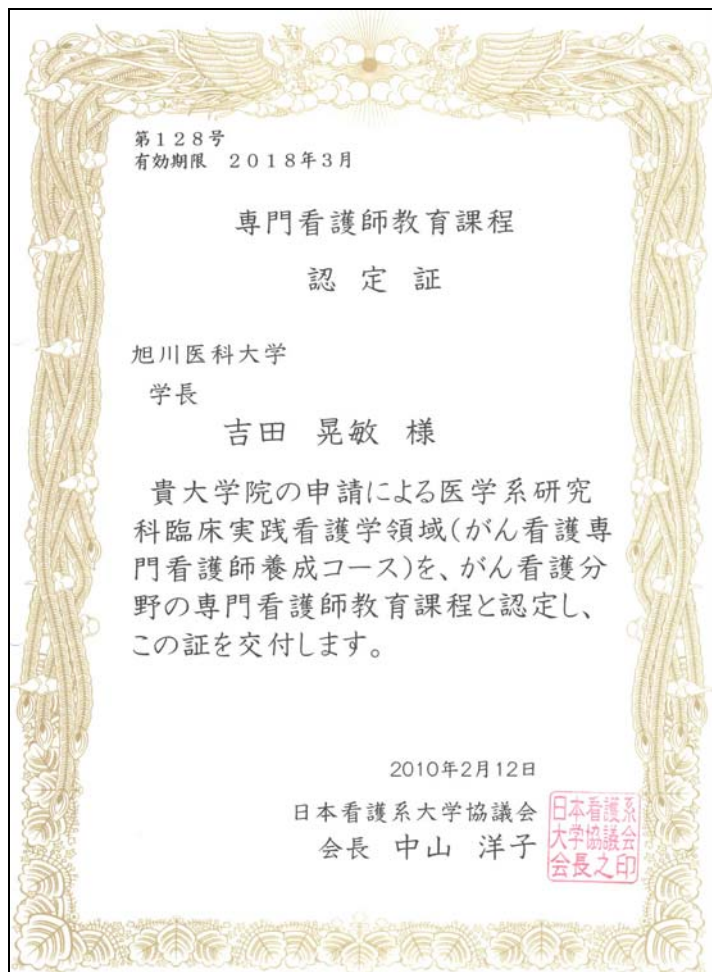 第128号
有効期限 2018年3月
専門看護師教育課程
認定証
旭川医科大学
学長
吉田 晃敏 様
貴大学院の申請による医学系研究
科臨床実践看護学領域(がん看護専
門看護師養成コース)を、がん看護分
野の専門看護師教育課程と認定し、
この証を交付します。
2010年2月12日
日本看護系大学協議会
会長 中山 洋子
日本看護系
大学協議会
会長之印